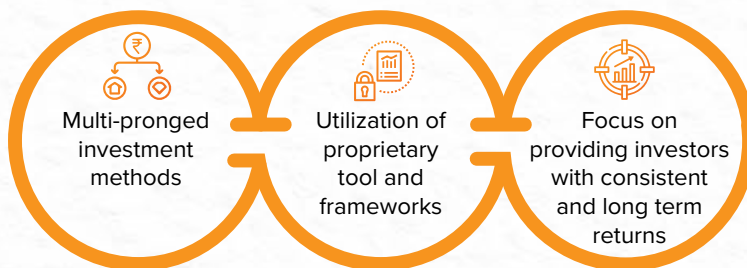 ₹
Multi-pronged
investment
methods
Utilization of
proprietary
tool and
frameworks
Focus on
providing investors
with consistent
and long term
returns